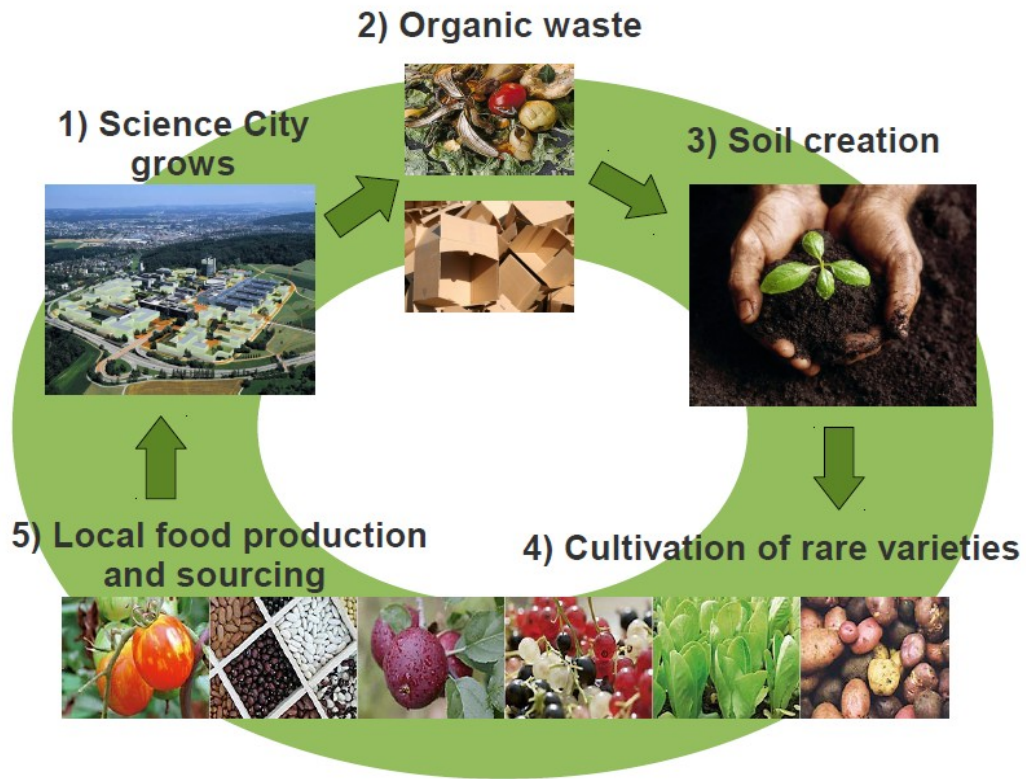 2) Organic waste
1) Science City
grows
3) Soil creation
5) Local food production
and sourcing
4) Cultivation of rare varieties